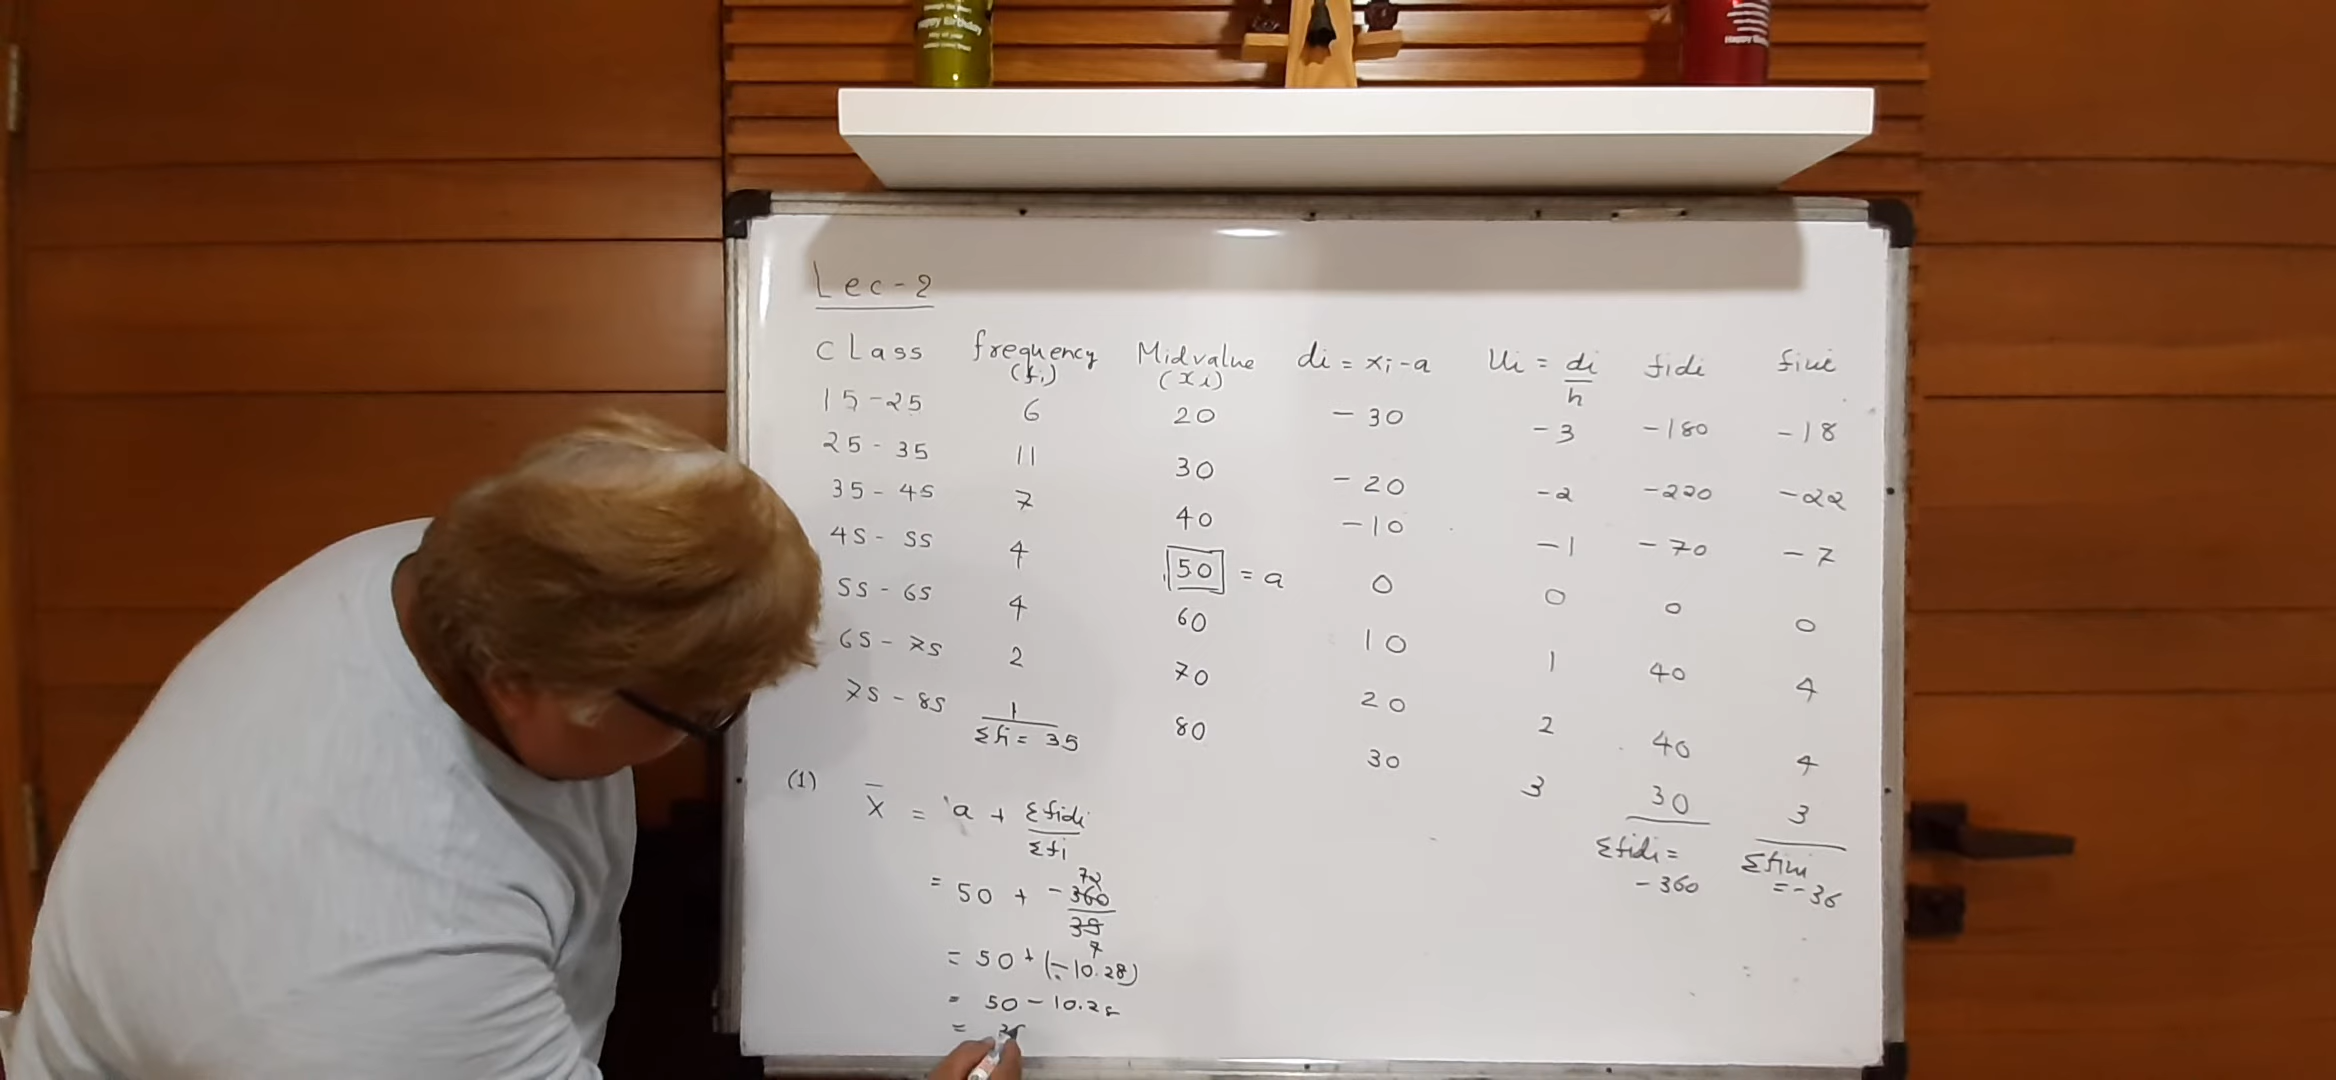 Happy Birthday
Lec-2
CLass frequency (fi) Midvalue (xi) di = xi-a Ui = di/h fidi fiui
15-25 6 20 -30 -3 -180 -18
25-35 11 30 -20 -2 -220 -22
35-45 7 40 -10 -1 -70 -7
45-55 4 50 = a 0 0 0 0
55-65 4 60 10 1 40 4
65-75 2 70 20 2 40 4
75-85 1 80 30 3 30 3
Σfi = 35 Σfidi = -360 Σfiui = -36
(1) X̄ = a + Σfidi/Σfi
= 50 + -360/35
72
7
= 50 + (-10.28)
= 50 - 10.28
=